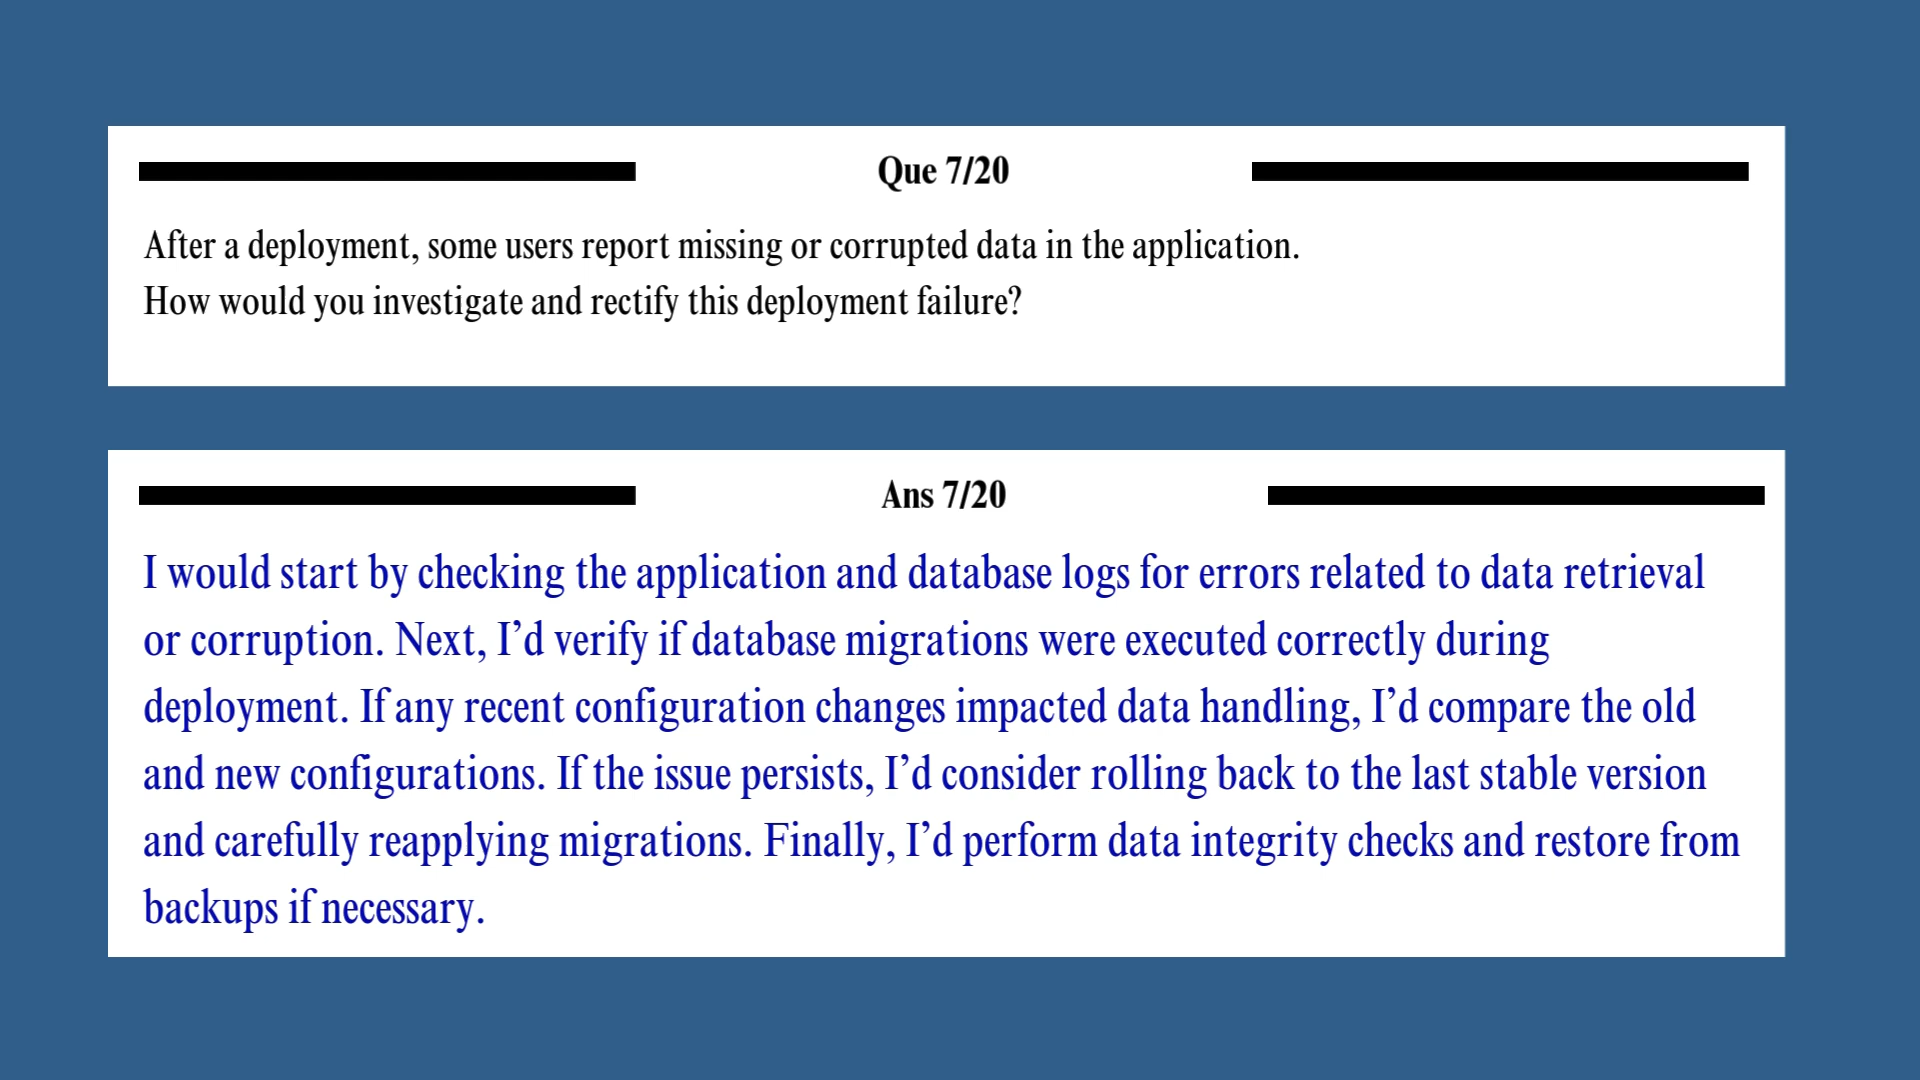 Que 7/20
After a deployment, some users report missing or corrupted data in the application.
How would you investigate and rectify this deployment failure?
Ans 7/20
I would start by checking the application and database logs for errors related to data retrieval
or corruption. Next, I’d verify if database migrations were executed correctly during
deployment. If any recent configuration changes impacted data handling, I’d compare the old
and new configurations. If the issue persists, I’d consider rolling back to the last stable version
and carefully reapplying migrations. Finally, I’d perform data integrity checks and restore from
backups if necessary.